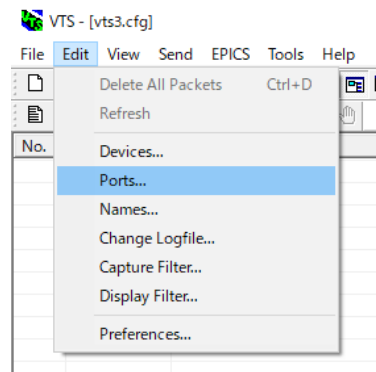 VTS - [vts3.cfg]
File Edit View Send EPICS Tools Help
Delete All Packets Ctrl+D
Refresh
No.
Devices...
Ports...
Names...
Change Logfile...
Capture Filter...
Display Filter...
Preferences...